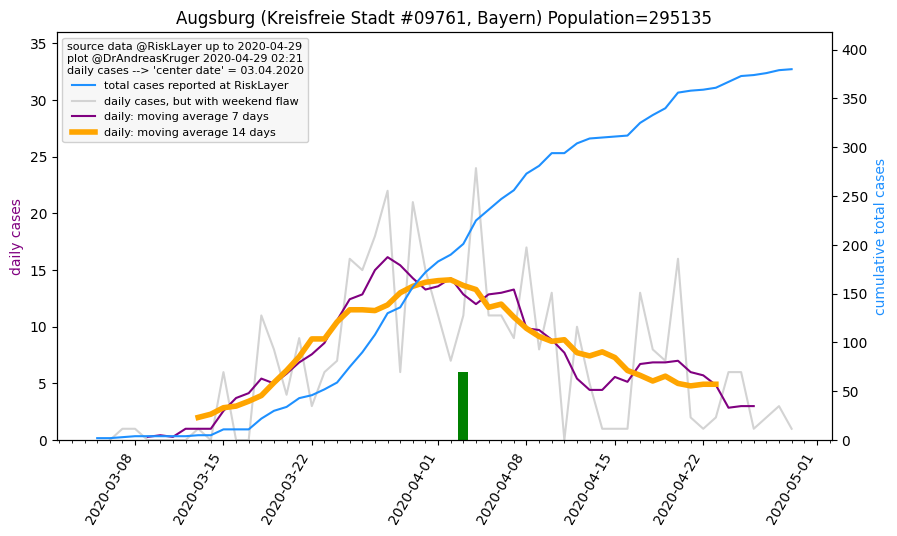 Augsburg (Kreisfreie Stadt #09761, Bayern) Population=295135
source data @RiskLayer up to 2020-04-29
plot @DrAndreasKruger 2020-04-29 02:21
daily cases --> 'center date' = 03.04.2020
total cases reported at RiskLayer
daily cases, but with weekend flaw
daily: moving average 7 days
daily: moving average 14 days
daily cases
35
30
25
20
15
10
5
0
cumulative total cases
400
350
300
250
200
150
100
50
0
2020-03-08
2020-03-15
2020-03-22
2020-04-01
2020-04-08
2020-04-15
2020-04-22
2020-05-01